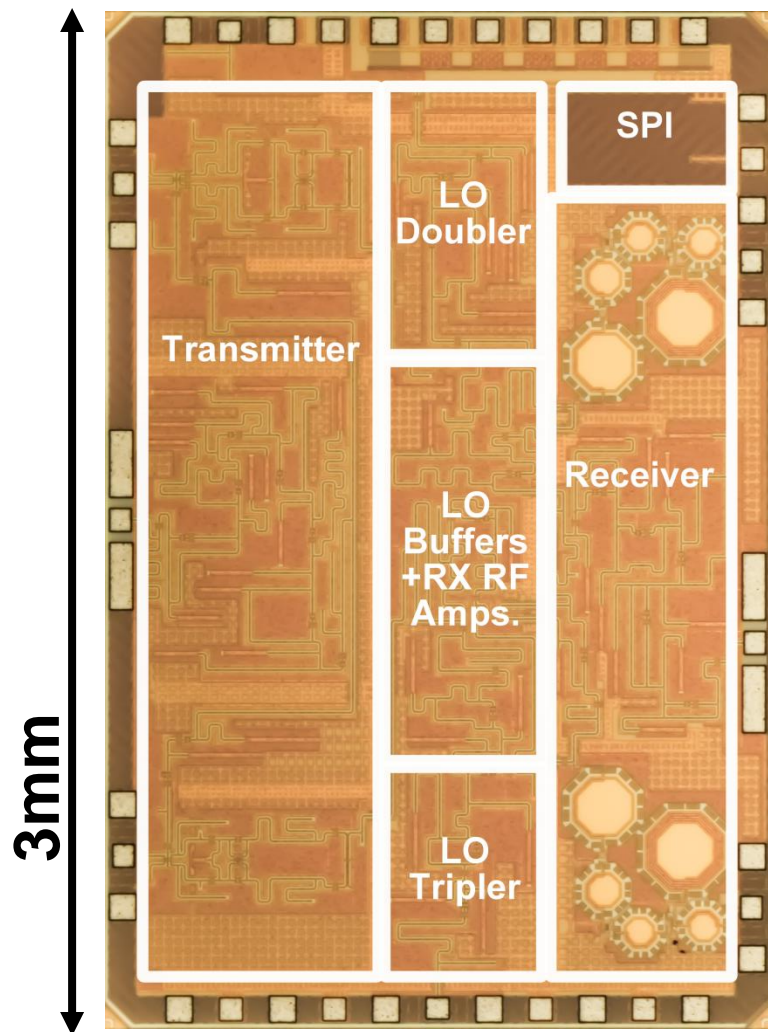 SPI
LO
Doubler
Transmitter
Receiver
LO
Buffers
+RX RF
Amps.
LO
Tripler
3mm